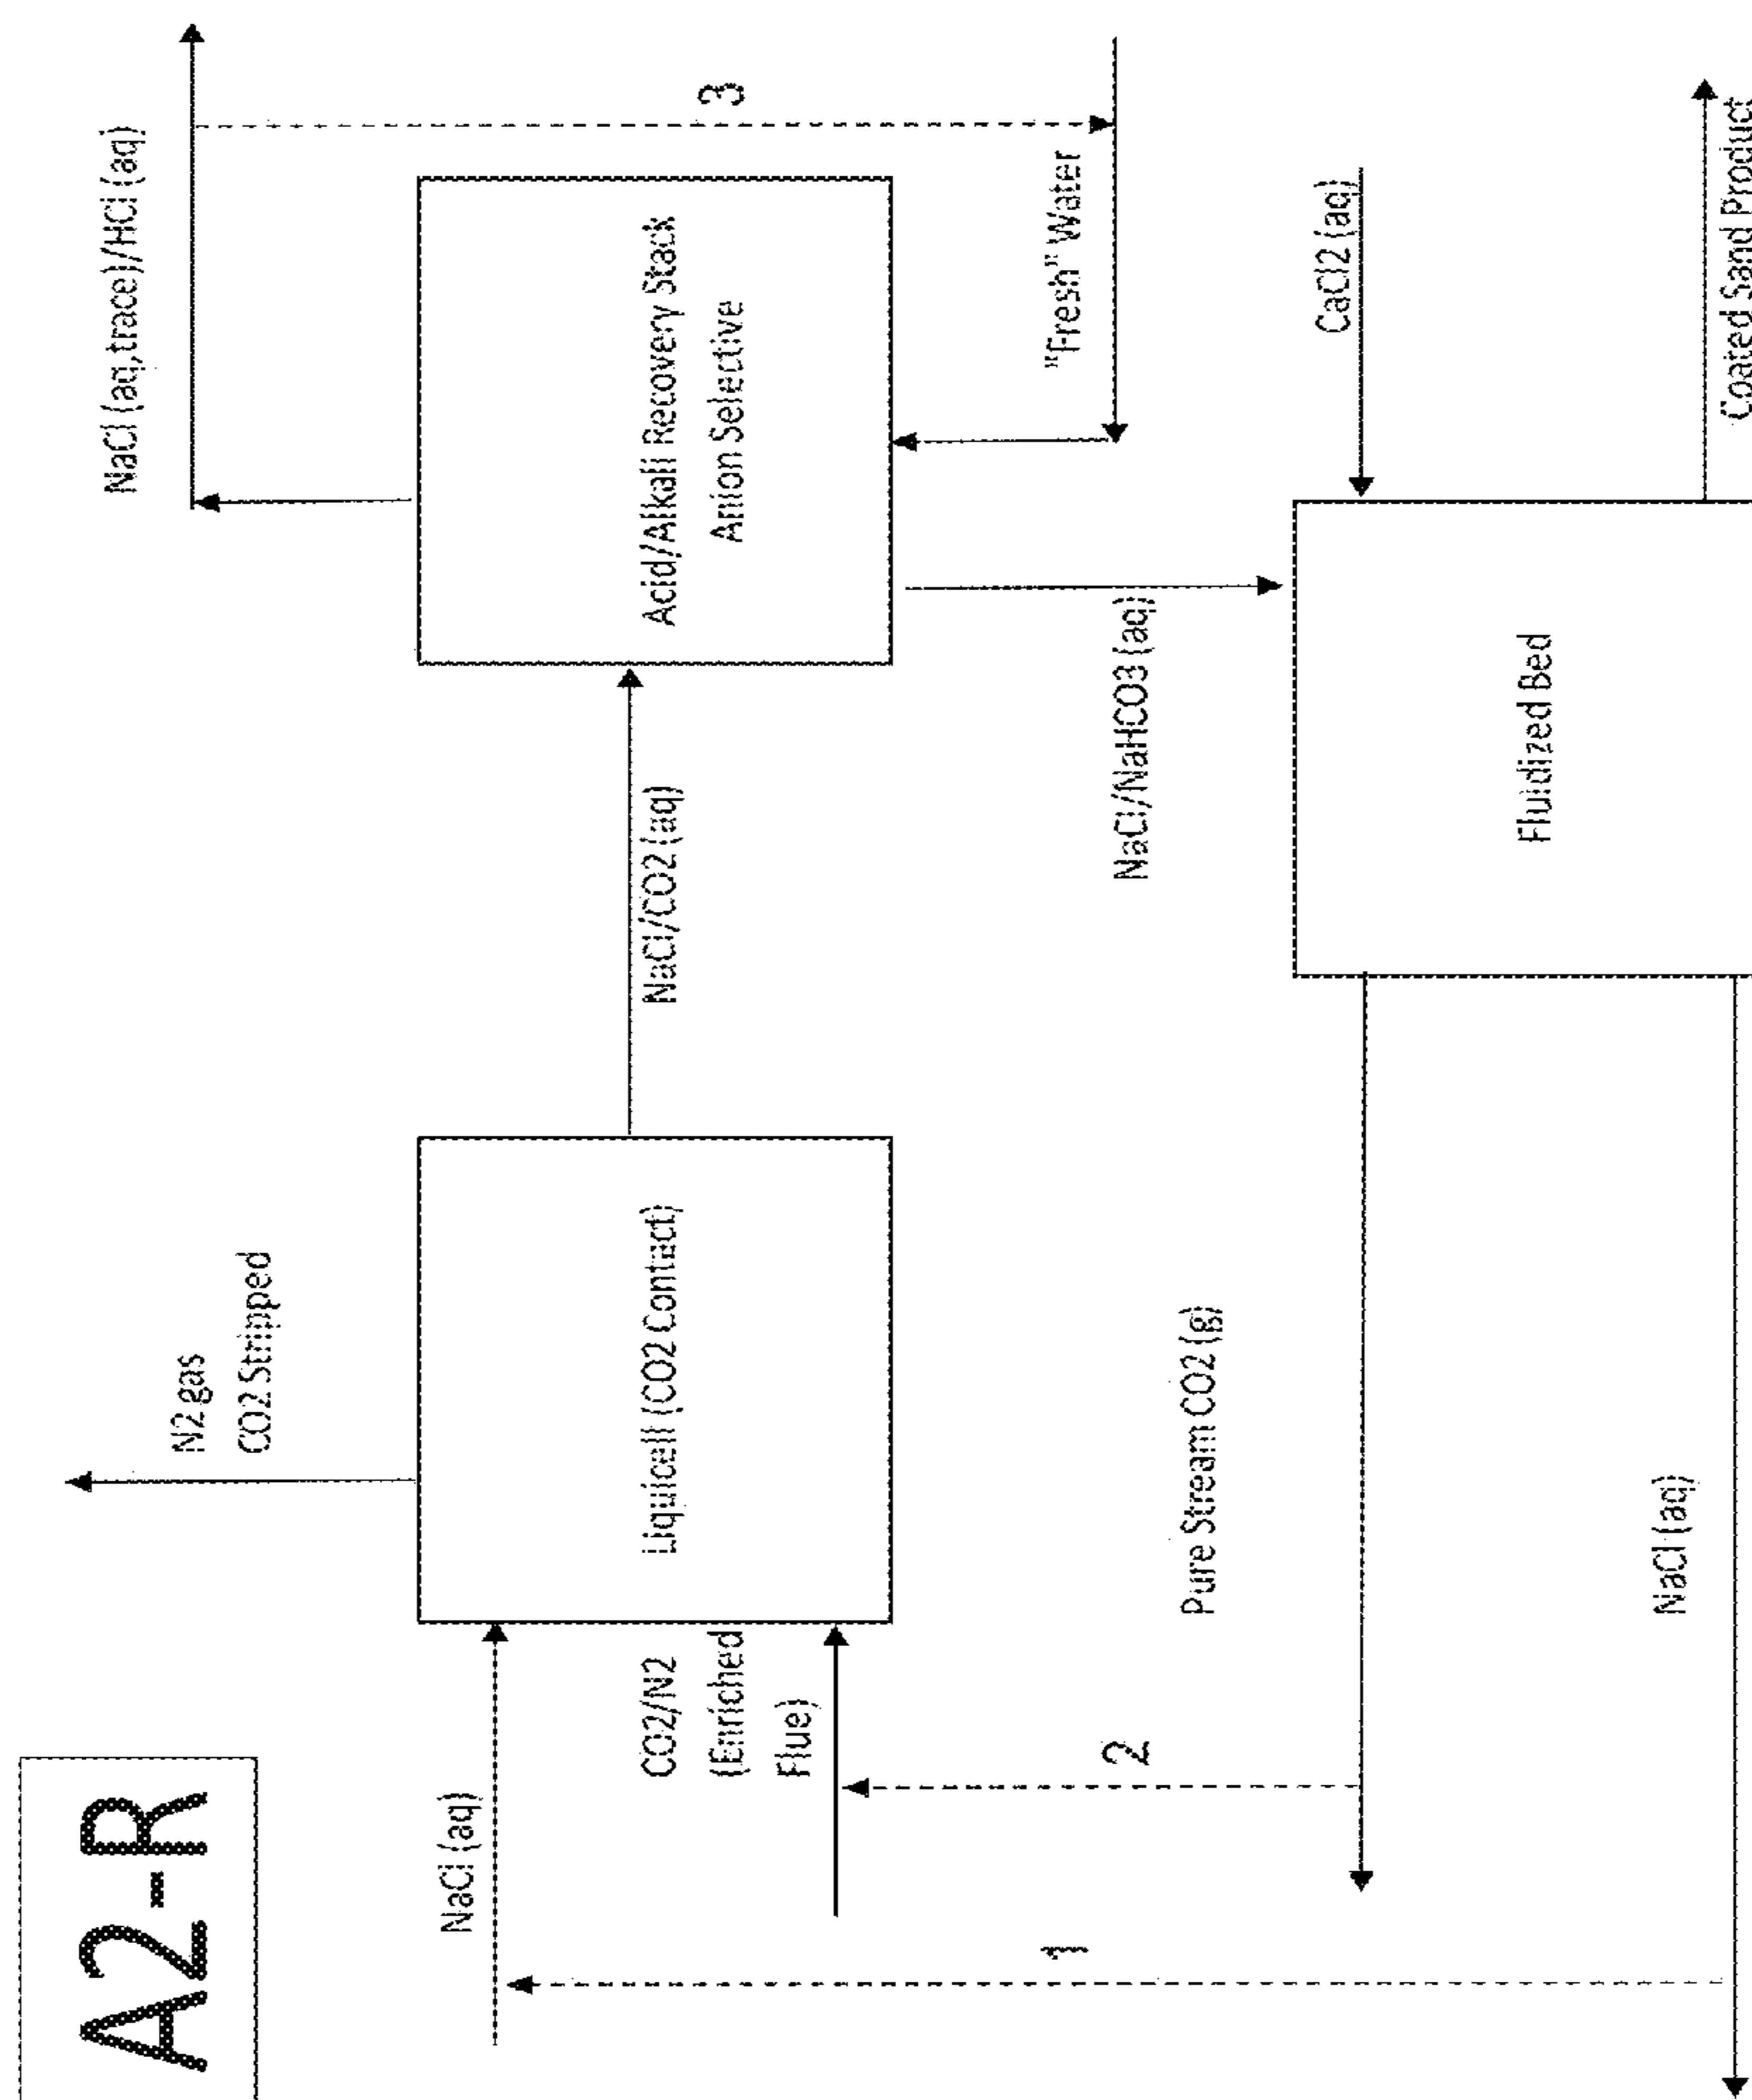 A2-R
N2 gas
CO2 Stripped
NaCl (aq,trace)/HCl (aq)
3
NaCl (aq)
CO2/N2
(Enriched
Flue)
Liquicell (CO2 Contact)
NaCl/CO2 (aq)
Acid/Alkali Recovery Stack
Anion Selective
"Fresh" Water
1
2
Pure Stream CO2 (g)
NaCl/NaHCO3 (aq)
CaCl2 (aq)
Fluidized Bed
NaCl (aq)
Coated Sand Product